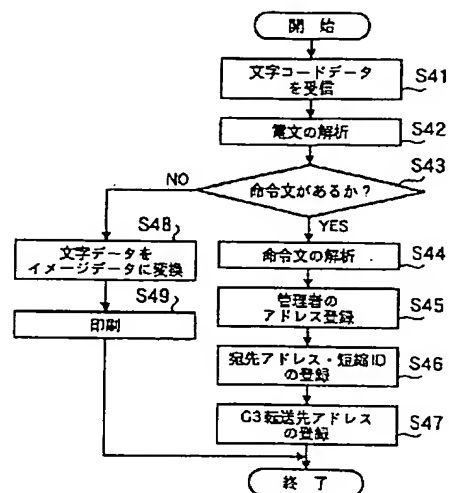 開 始
文字コードデータ
を受信
S41
電文の解析
S42
命令文があるか?
S43
NO
YES
S48
文字データを
イメージデータに変換
命令文の解析
S44
S49
印刷
管理者の
アドレス登録
S45
宛先アドレス・短縮ID
の登録
S46
G3転送先アドレス
の登録
S47
終 了